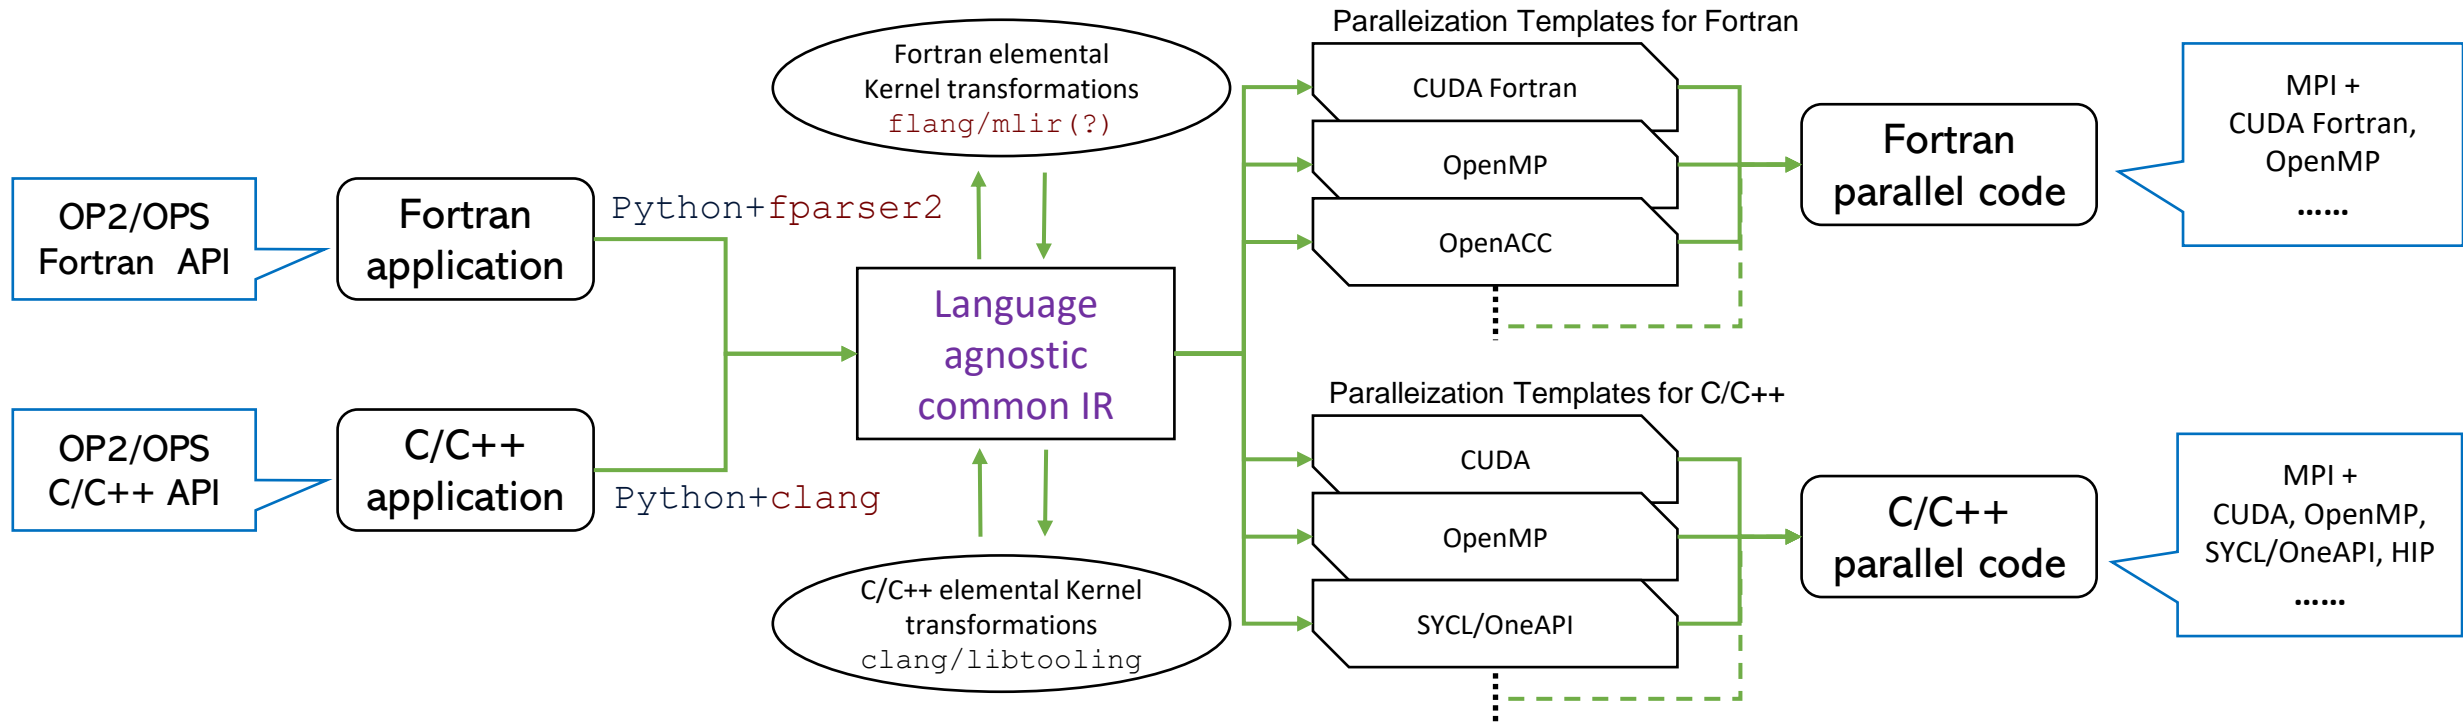 OP2/OPS
Fortran API
Fortran
application
Python+fparser2
OP2/OPS
C/C++ API
C/C++
application
Python+clang
Fortran elemental
Kernel transformations
flang/mlir(?)
Language
agnostic
common IR
C/C++ elemental Kernel
transformations
clang/libtooling
Paralleization Templates for Fortran
CUDA Fortran
OpenMP
OpenACC
Paralleization Templates for C/C++
CUDA
OpenMP
SYCL/OneAPI
Fortran
parallel code
MPI +
CUDA Fortran,
OpenMP
......
C/C++
parallel code
MPI +
CUDA, OpenMP,
SYCL/OneAPI, HIP
......